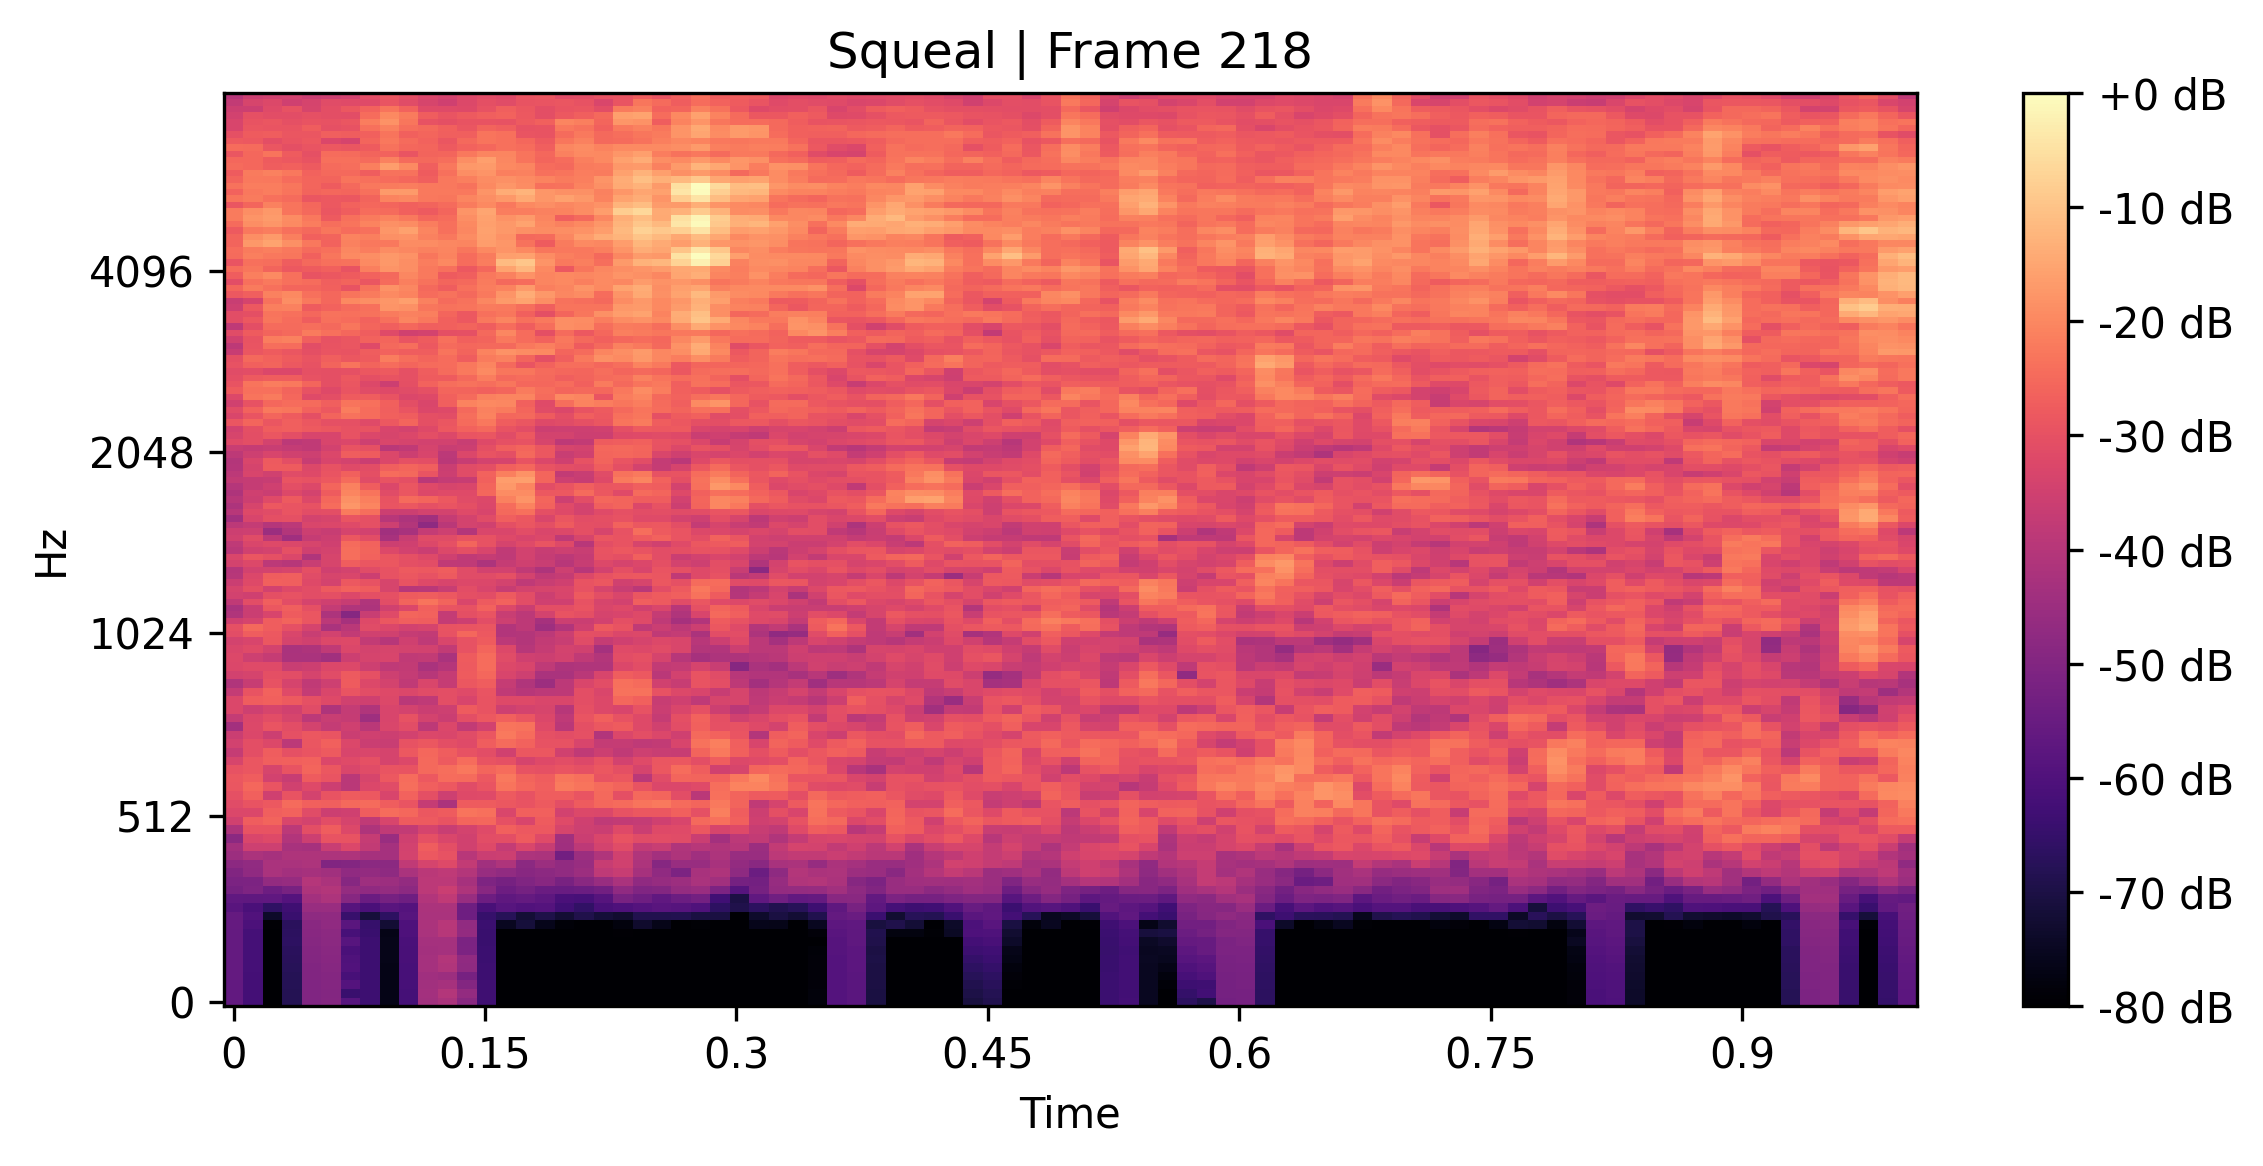 Squeal | Frame 218
+0 dB
-10 dB
-20 dB
-30 dB
-40 dB
-50 dB
-60 dB
-70 dB
-80 dB
Hz
4096
2048
1024
512
0
0 0.15 0.3 0.45 0.6 0.75 0.9
Time